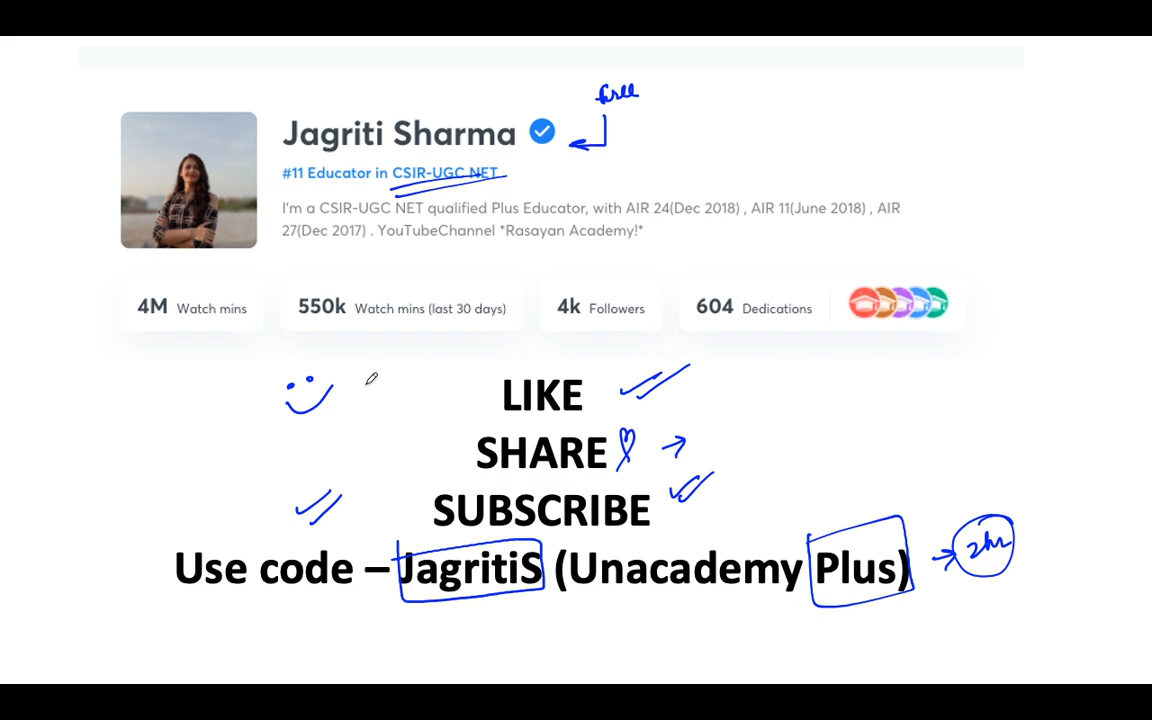 free
Jagriti Sharma
#11 Educator in CSIR-UGC NET
I'm a CSIR-UGC NET qualified Plus Educator, with AIR 24(Dec 2018) , AIR 11(June 2018) , AIR
27(Dec 2017) . YouTubeChannel *Rasayan Academy!*
4M Watch mins 550k Watch mins (last 30 days) 4k Followers 604 Dedications
LIKE
SHARE
SUBSCRIBE
Use code – JagritiS (Unacademy Plus) 2hr